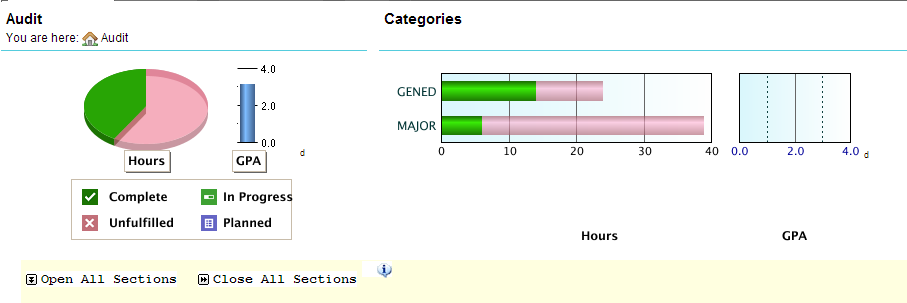 Audit
You are here: Audit
4.0
2.0
0.0
d
Hours
GPA
Complete
In Progress
Unfulfilled
Planned
Categories
GENED
MAJOR
0 10 20 30 40
0.0 2.0 4.0 d
Hours
GPA
Open All Sections
Close All Sections